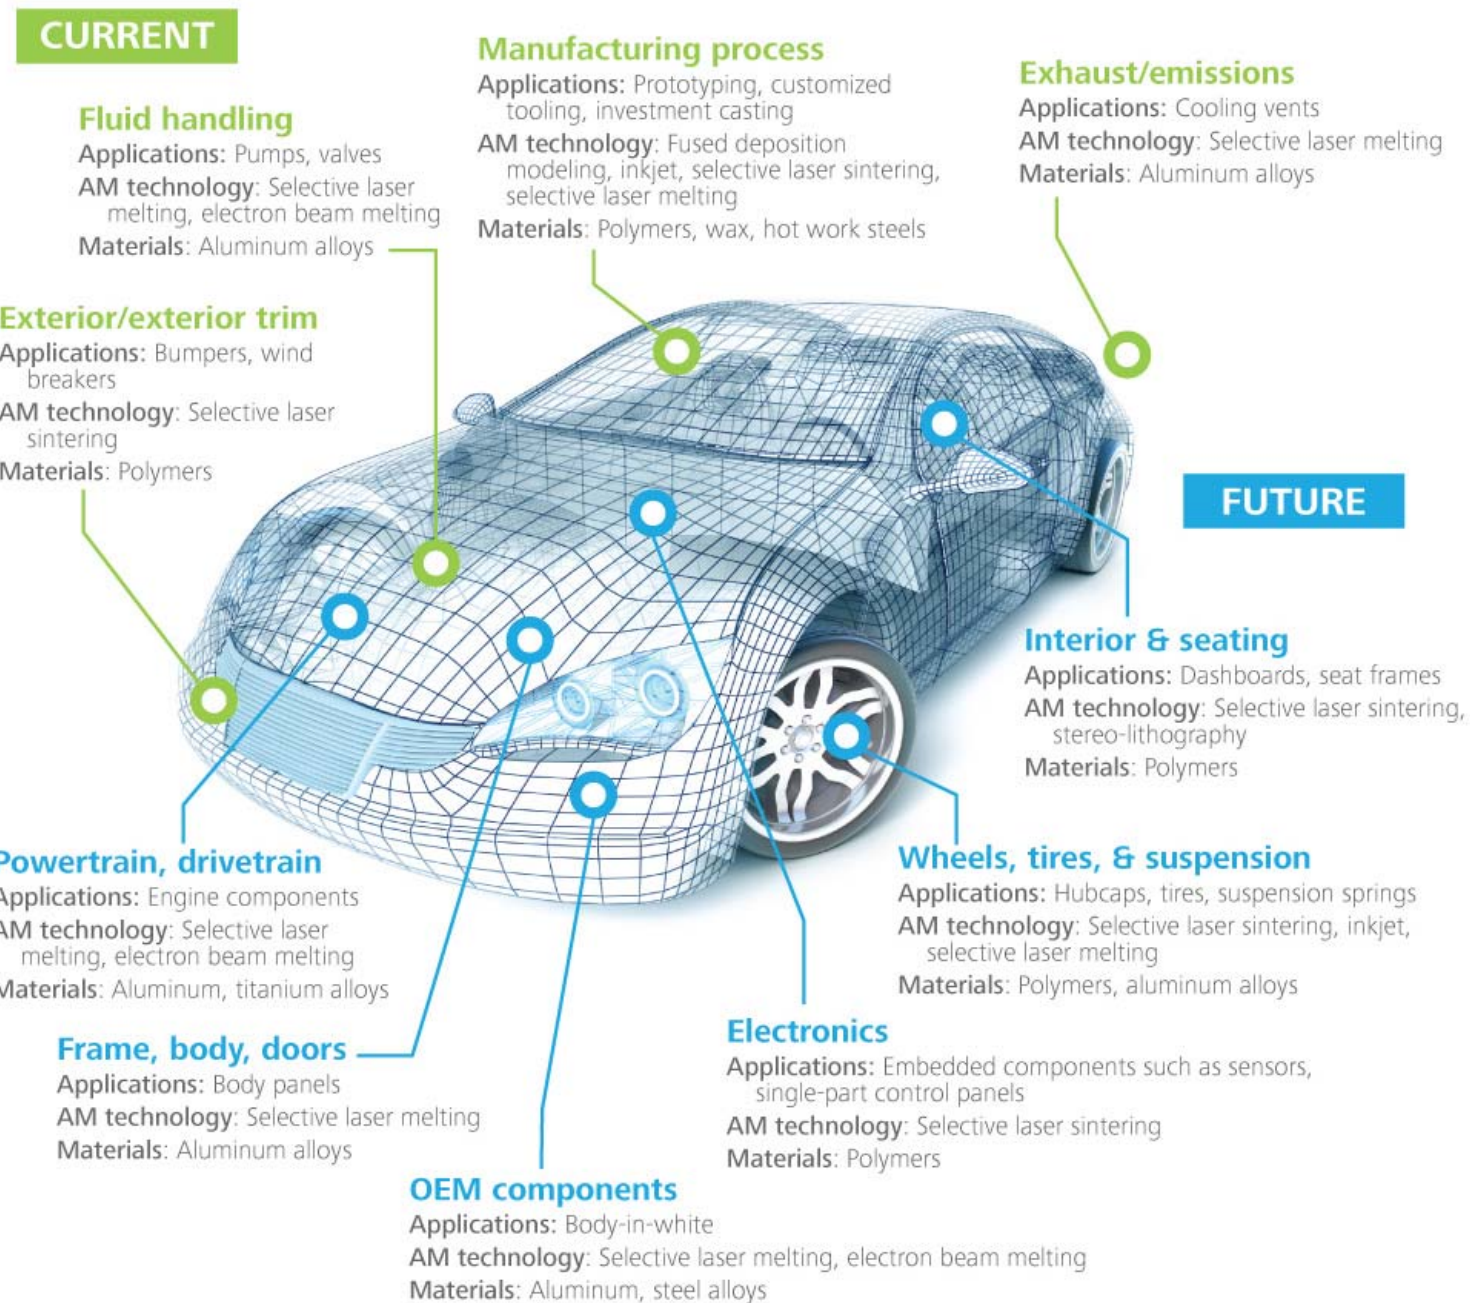 CURRENT
Fluid handling
Applications: Pumps, valves
AM technology: Selective laser
melting, electron beam melting
Materials: Aluminum alloys
Manufacturing process
Applications: Prototyping, customized
tooling, investment casting
AM technology: Fused deposition
modeling, inkjet, selective laser sintering,
selective laser melting
Materials: Polymers, wax, hot work steels
Exhaust/emissions
Applications: Cooling vents
AM technology: Selective laser melting
Materials: Aluminum alloys
Exterior/exterior trim
Applications: Bumpers, wind
breakers
AM technology: Selective laser
sintering
Materials: Polymers
FUTURE
Interior & seating
Applications: Dashboards, seat frames
AM technology: Selective laser sintering,
stereo-lithography
Materials: Polymers
Powertrain, drivetrain
Applications: Engine components
AM technology: Selective laser
melting, electron beam melting
Materials: Aluminum, titanium alloys
Wheels, tires, & suspension
Applications: Hubcaps, tires, suspension springs
AM technology: Selective laser sintering, inkjet,
selective laser melting
Materials: Polymers, aluminum alloys
Frame, body, doors
Applications: Body panels
AM technology: Selective laser melting
Materials: Aluminum alloys
Electronics
Applications: Embedded components such as sensors,
single-part control panels
AM technology: Selective laser sintering
Materials: Polymers
OEM components
Applications: Body-in-white
AM technology: Selective laser melting, electron beam melting
Materials: Aluminum, steel alloys